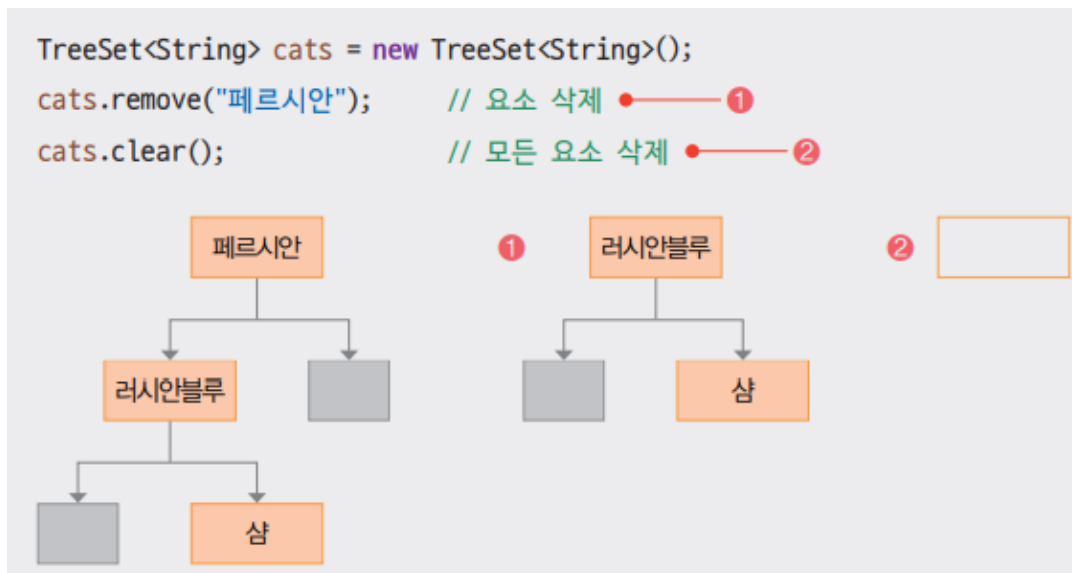 TreeSet<String> cats = new TreeSet<String>();
cats.remove("페르시안"); // 요소 삭제 ❶
cats.clear(); // 모든 요소 삭제 ❷
페르시안 ❶ 러시안블루 ❷
러시안블루 샴
샴